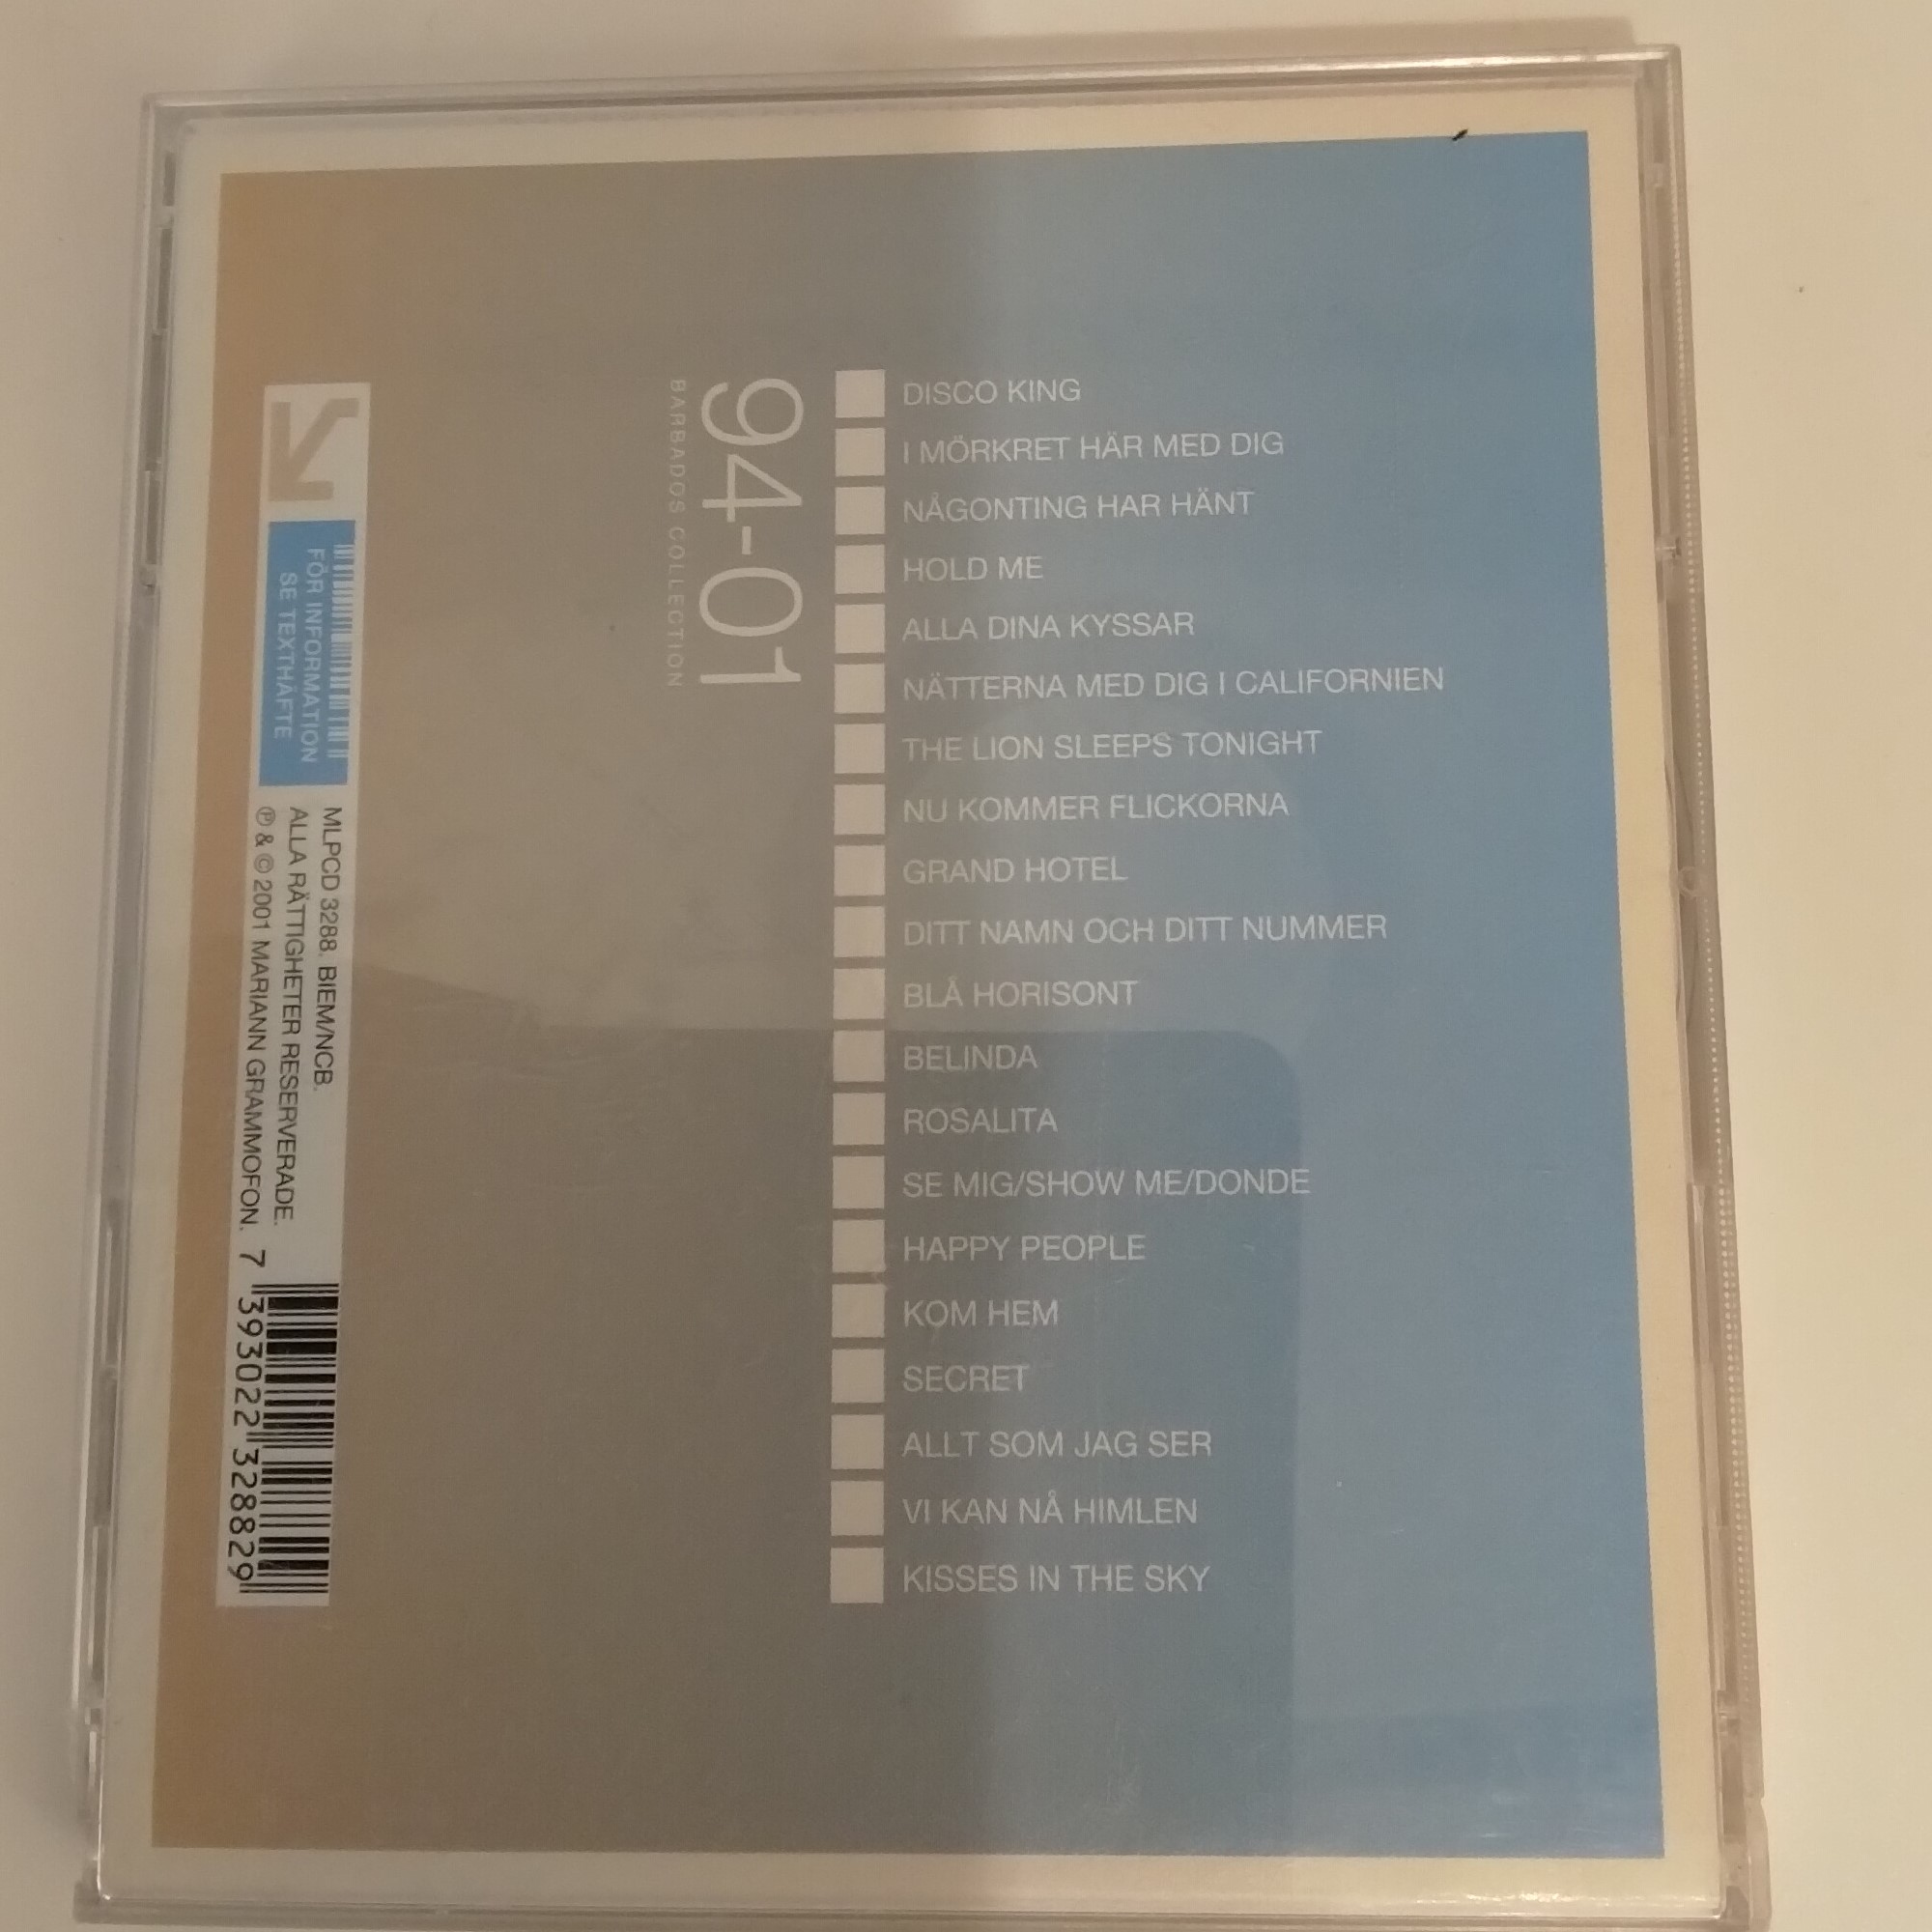 DISCO KING
I MÖRKRET HÄR MED DIG
NÅGONTING HAR HÄNT
HOLD ME
ALLA DINA KYSSAR
NÄTTERNA MED DIG I CALIFORNIEN
THE LION SLEEPS TONIGHT
NU KOMMER FLICKORNA
GRAND HOTEL
DITT NAMN OCH DITT NUMMER
BLÅ HORISONT
BELINDA
ROSALITA
SE MIG/SHOW ME/DONDE
HAPPY PEOPLE
KOM HEM
SECRET
ALLT SOM JAG SER
VI KAN NÅ HIMLEN
KISSES IN THE SKY
94-01
BARBADOS COLLECTION
FÖR INFORMATION
SE TEXTHÄFTE
MLPCD 3288. BIEM/NCB.
ALLA RÄTTIGHETER RESERVERADE.
℗ & © 2001 MARIANN GRAMMOFON.
7 393022 328829